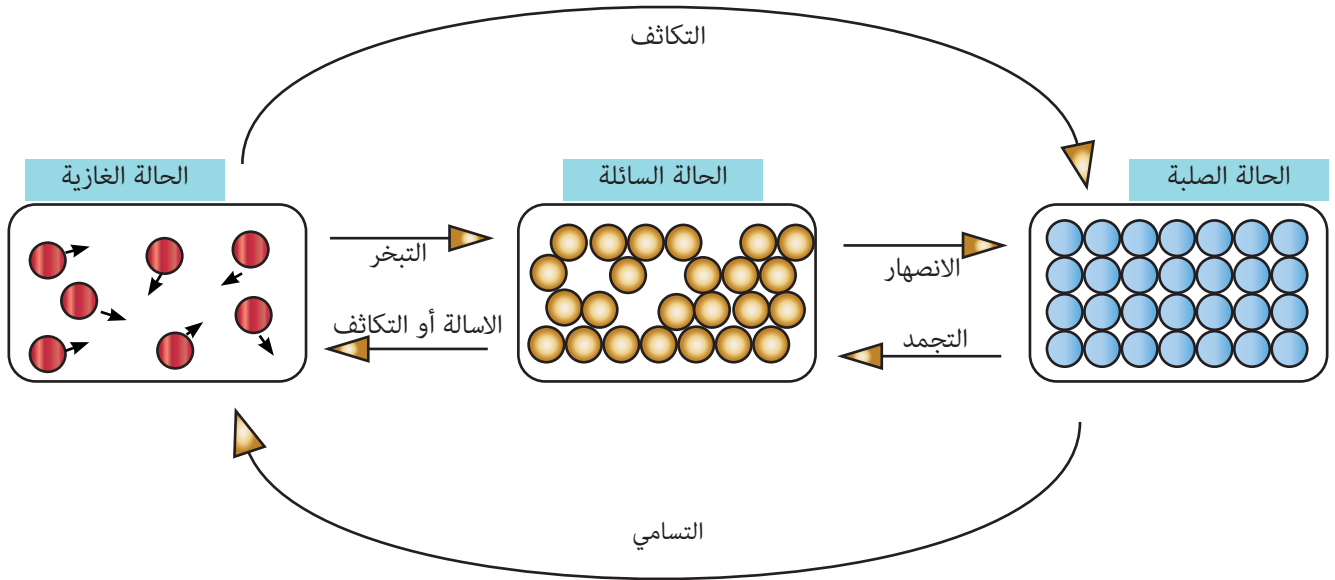 التكاثف
الحالة الصلبة
الحالة السائلة
الحالة الغازية
الانصهار
التبخر
التجمد
الاسالة أو التكاثف
التسامي